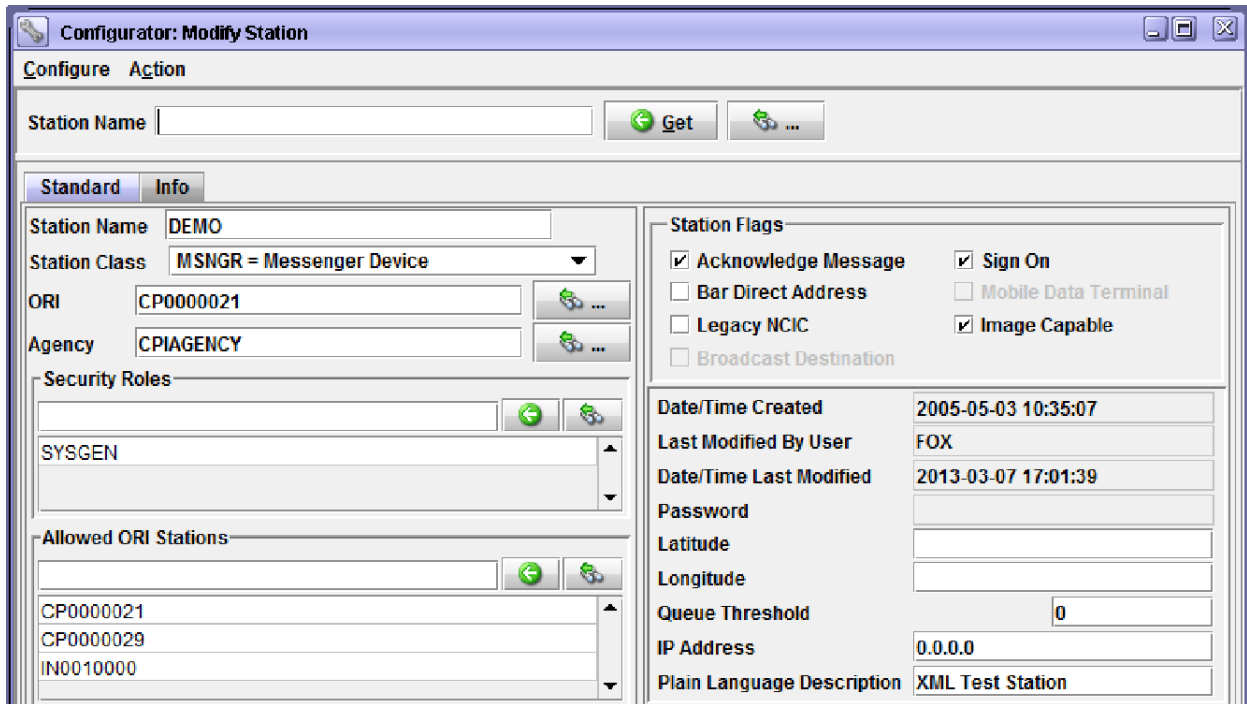 Configurator: Modify Station
Configure Action
Station Name Get ...
Standard Info
Station Name DEMO
Station Class MSNGR = Messenger Device
ORI CP0000021 ...
Agency CPIAGENCY ...
Security Roles
SYSGEN
Allowed ORI Stations
CP0000021
CP0000029
IN0010000
Station Flags
Acknowledge Message Sign On
Bar Direct Address Mobile Data Terminal
Legacy NCIC Image Capable
Broadcast Destination
Date/Time Created 2005-05-03 10:35:07
Last Modified By User FOX
Date/Time Last Modified 2013-03-07 17:01:39
Password
Latitude
Longitude
Queue Threshold 0
IP Address 0.0.0.0
Plain Language Description XML Test Station